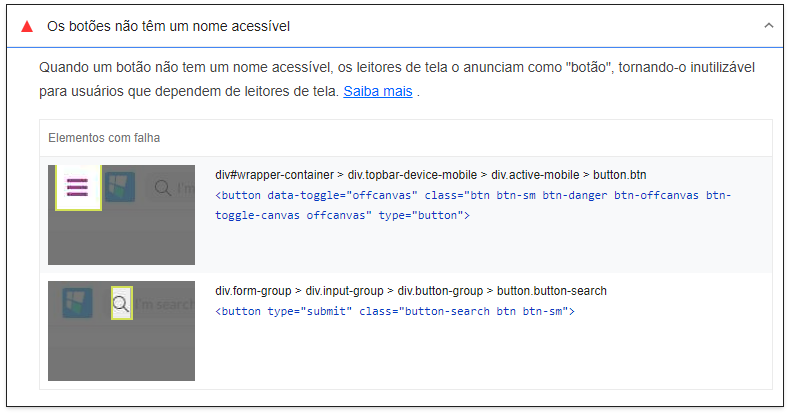 Os botões não têm um nome acessível
Quando um botão não tem um nome acessível, os leitores de tela o anunciam como "botão", tornando-o inutilizável
para usuários que dependem de leitores de tela. Saiba mais .
Elementos com falha
I'm
div#wrapper-container > div.topbar-device-mobile > div.active-mobile > button.btn
<button data-toggle="offcanvas" class="btn btn-sm btn-danger btn-offcanvas btn-
toggle-canvas offcanvas" type="button">
I'm search
div.form-group > div.input-group > div.button-group > button.button-search
<button type="submit" class="button-search btn btn-sm">